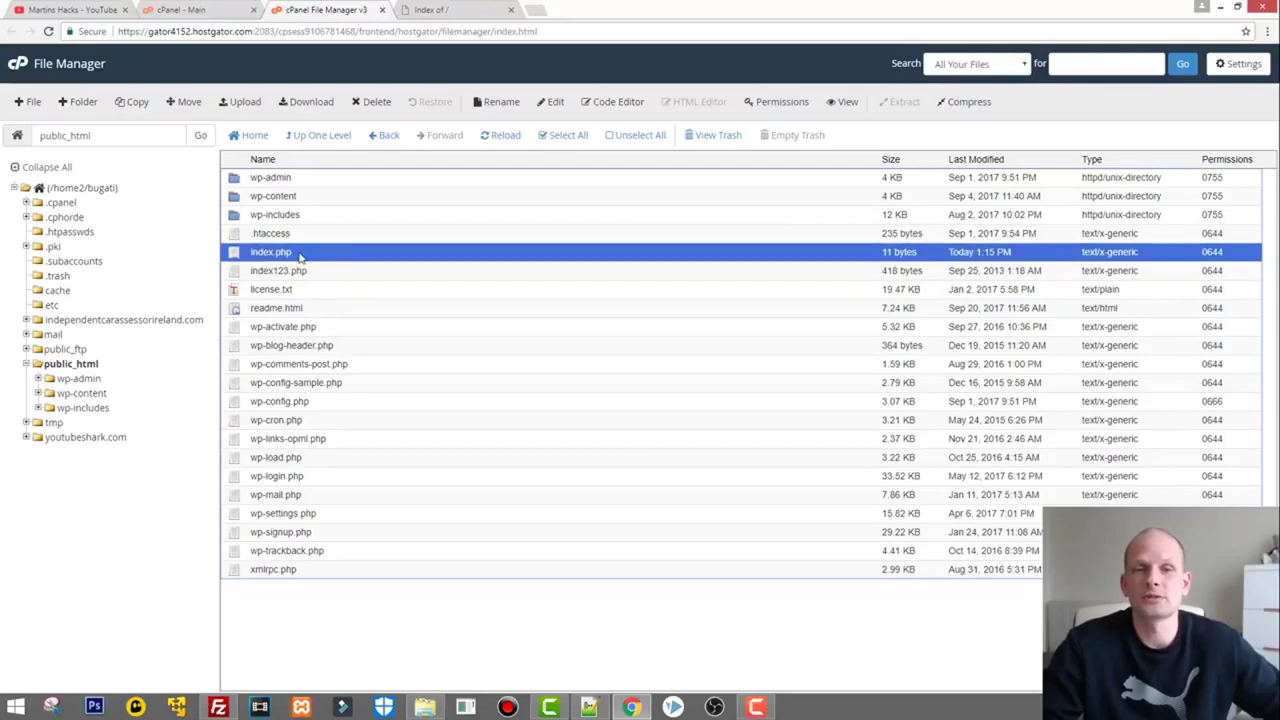 Martins Hacks - YouTube
cPanel - Main
cPanel File Manager v3
Index of /
Secure
https://gator4152.hostgator.com:2083/cpsess9106781468/frontend/hostgator/filemanager/index.html
cP File Manager
Search
All Your Files
for
Go
Settings
File
Folder
Copy
Move
Upload
Download
Delete
Restore
Rename
Edit
Code Editor
HTML Editor
Permissions
View
Extract
Compress
public_html
Go
Home
Up One Level
Back
Forward
Reload
Select All
Unselect All
View Trash
Empty Trash
Collapse All
(/home2/bugati)
.cpanel
.cphorde
.htpasswds
.pki
.subaccounts
.trash
cache
etc
independentcarassessorireland.com
mail
public_ftp
public_html
wp-admin
wp-content
wp-includes
tmp
youtubeshark.com
Name Size Last Modified Type Permissions
wp-admin 4 KB Sep 1, 2017 9:51 PM httpd/unix-directory 0755
wp-content 4 KB Sep 4, 2017 11:40 AM httpd/unix-directory 0755
wp-includes 12 KB Aug 2, 2017 10:02 PM httpd/unix-directory 0755
.htaccess 235 bytes Sep 1, 2017 9:54 PM text/x-generic 0644
index.php 11 bytes Today 1:15 PM text/x-generic 0644
index123.php 418 bytes Sep 25, 2013 1:18 AM text/x-generic 0644
license.txt 19.47 KB Jan 2, 2017 5:58 PM text/plain 0644
readme.html 7.24 KB Sep 20, 2017 11:56 AM text/html 0644
wp-activate.php 5.32 KB Sep 27, 2016 10:36 PM text/x-generic 0644
wp-blog-header.php 364 bytes Dec 19, 2015 11:20 AM text/x-generic 0644
wp-comments-post.php 1.59 KB Aug 29, 2016 1:00 PM text/x-generic 0644
wp-config-sample.php 2.79 KB Dec 16, 2015 9:58 AM text/x-generic 0644
wp-config.php 3.07 KB Sep 1, 2017 9:51 PM text/x-generic 0666
wp-cron.php 3.21 KB May 24, 2015 6:26 PM text/x-generic 0644
wp-links-opml.php 2.37 KB Nov 21, 2016 2:46 AM text/x-generic 0644
wp-load.php 3.22 KB Oct 25, 2016 4:15 AM text/x-generic 0644
wp-login.php 33.52 KB May 12, 2017 6:12 PM text/x-generic 0644
wp-mail.php 7.86 KB Jan 11, 2017 5:13 AM text/x-generic 0644
wp-settings.php 15.82 KB Apr 6, 2017 7:01 PM
wp-signup.php 29.22 KB Jan 24, 2017 11:08 AM
wp-trackback.php 4.41 KB Oct 14, 2016 8:39 PM
xmlrpc.php 2.99 KB Aug 31, 2016 5:31 PM
Ps
Fz